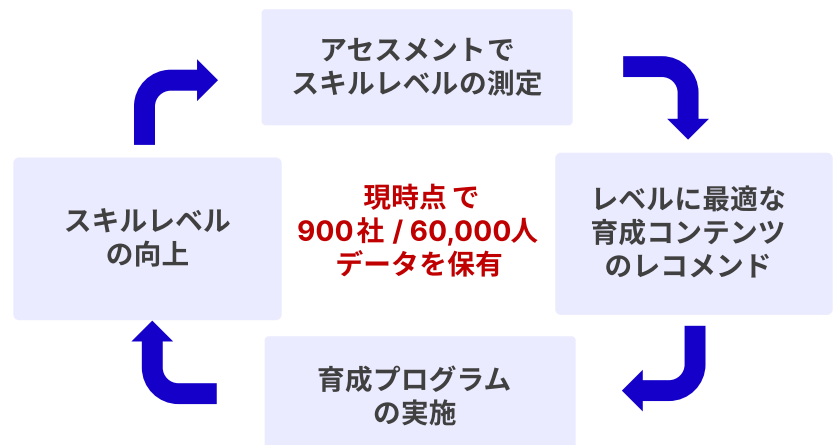 アセスメントで
スキルレベルの測定
レベルに最適な
育成コンテンツ
のレコメンド
育成プログラム
の実施
スキルレベル
の向上
現時点で
900社 / 60,000人
データを保有